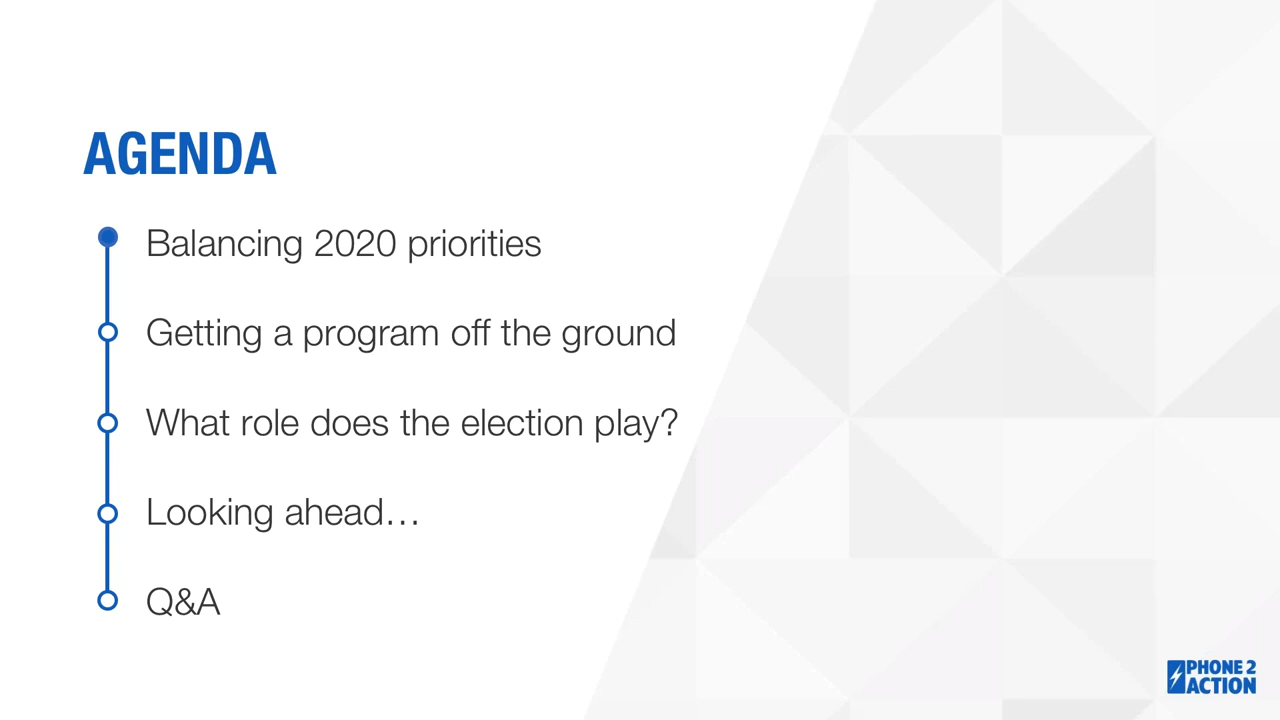 AGENDA
Balancing 2020 priorities
Getting a program off the ground
What role does the election play?
Looking ahead…
Q&A
PHONE 2
ACTION